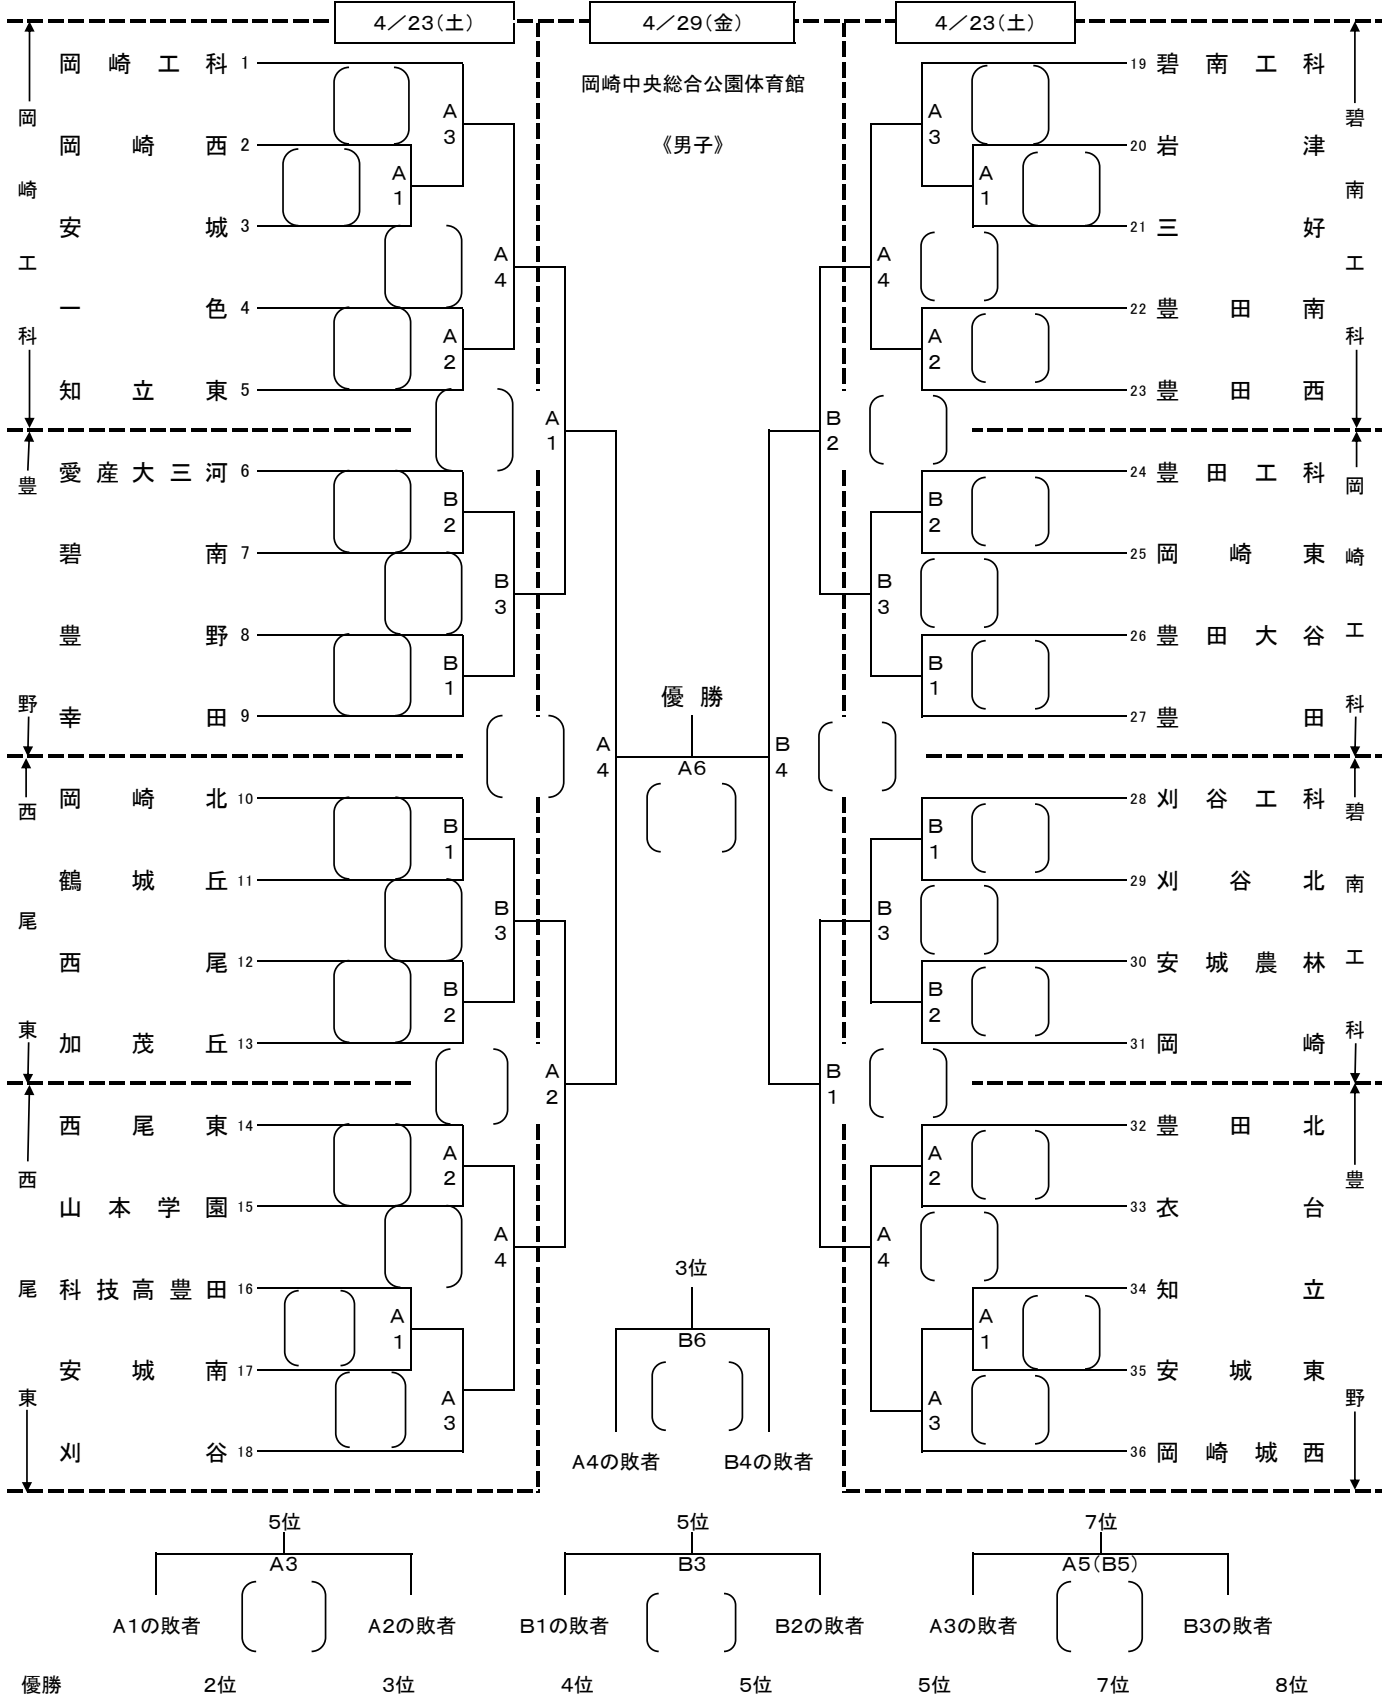 4／23(土) 4／29(金) 4／23(土)
岡崎中央総合公園体育館
《男子》
岡崎工科
岡崎工科 1
岡崎西 2
安城 3
一色 4
知立東 5
A3
A1
A4
A2
豊野
愛産大三河 6
碧南 7
豊野 8
幸田 9
B2
B3
B1
A1
西尾東
岡崎北 10
鶴城丘 11
西尾 12
加茂丘 13
B1
B3
B2
A4
西尾東
西尾東 14
山本学園 15
科技高豊田 16
安城南 17
刈谷 18
A2
A4
A1
A3
A2
優勝
A6
3位
B6
A4の敗者 B4の敗者
碧南工科
19 碧南工科
20 岩津
21 三好
22 豊田南
23 豊田西
A3
A1
A4
A2
B2
岡崎工科
24 豊田工科
25 岡崎東
26 豊田大谷
27 豊田
B2
B3
B1
B4
碧南工科
28 刈谷工科
29 刈谷北
30 安城農林
31 岡崎
B1
B3
B2
B1
豊野
32 豊田北
33 衣台
34 知立
35 安城東
36 岡崎城西
A2
A4
A1
A3
5位 5位 7位
A3 B3 A5(B5)
A1の敗者 A2の敗者 B1の敗者 B2の敗者 A3の敗者 B3の敗者
優勝 2位 3位 4位 5位 5位 7位 8位